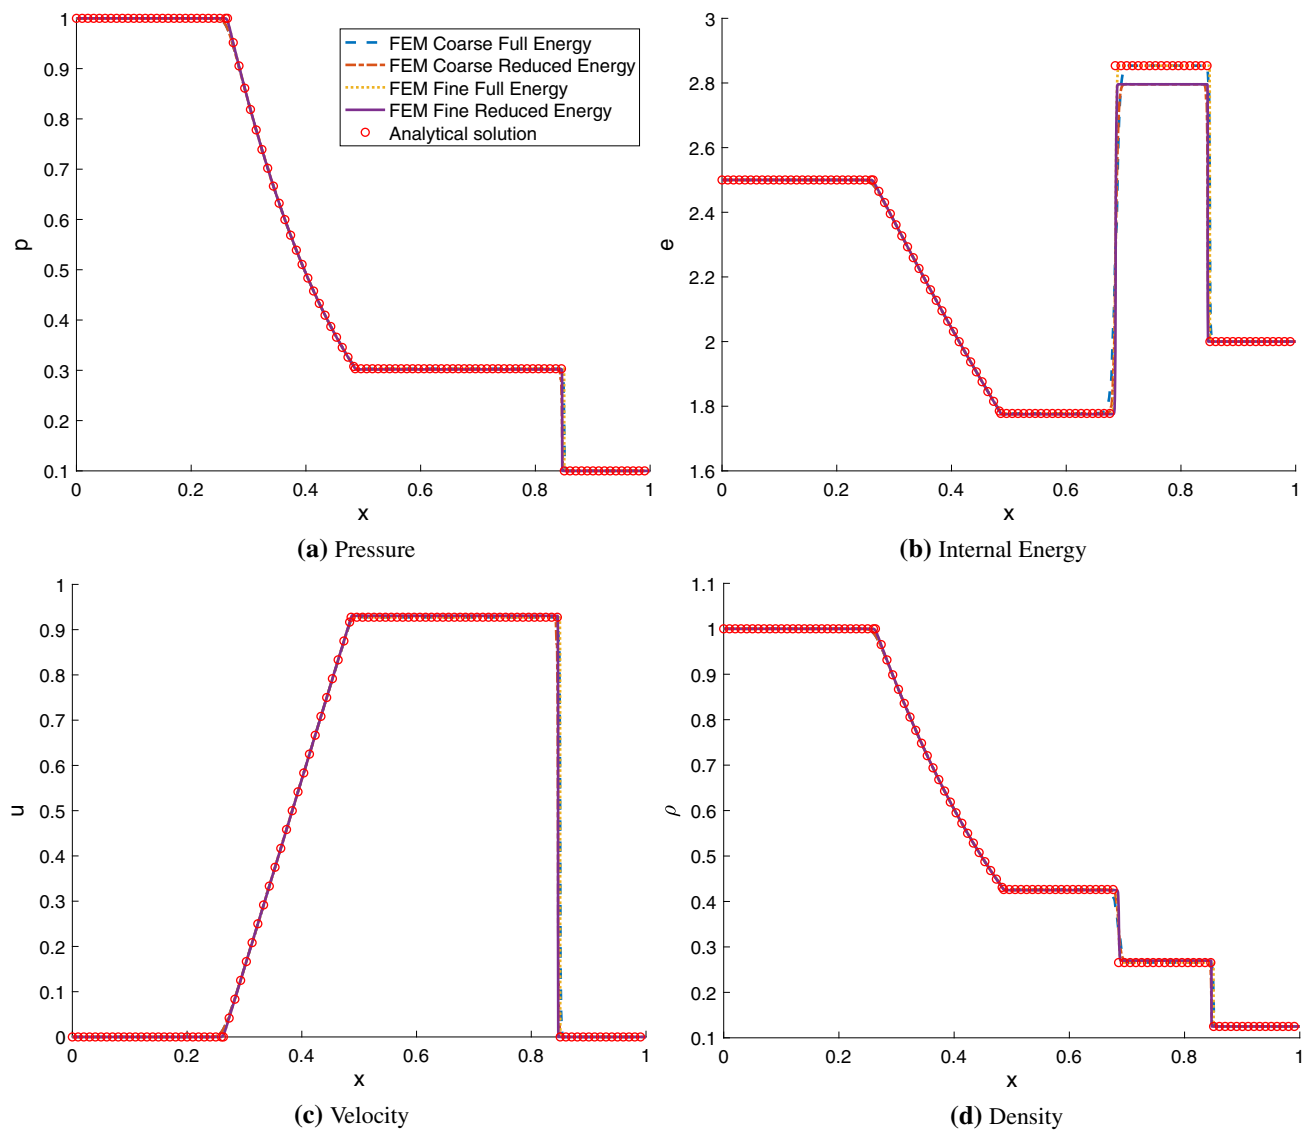 1
0.9
0.8
0.7
0.6
0.5
0.4
0.3
0.2
0.1
p
0 0.2 0.4 0.6 0.8 1
x
FEM Coarse Full Energy
FEM Coarse Reduced Energy
FEM Fine Full Energy
FEM Fine Reduced Energy
Analytical solution
(a) Pressure
3
2.8
2.6
2.4
2.2
2
1.8
1.6
e
0 0.2 0.4 0.6 0.8 1
x
(b) Internal Energy
1
0.9
0.8
0.7
0.6
0.5
0.4
0.3
0.2
0.1
0
u
0 0.2 0.4 0.6 0.8 1
x
(c) Velocity
1.1
1
0.9
0.8
0.7
0.6
0.5
0.4
0.3
0.2
0.1
ρ
0 0.2 0.4 0.6 0.8 1
x
(d) Density